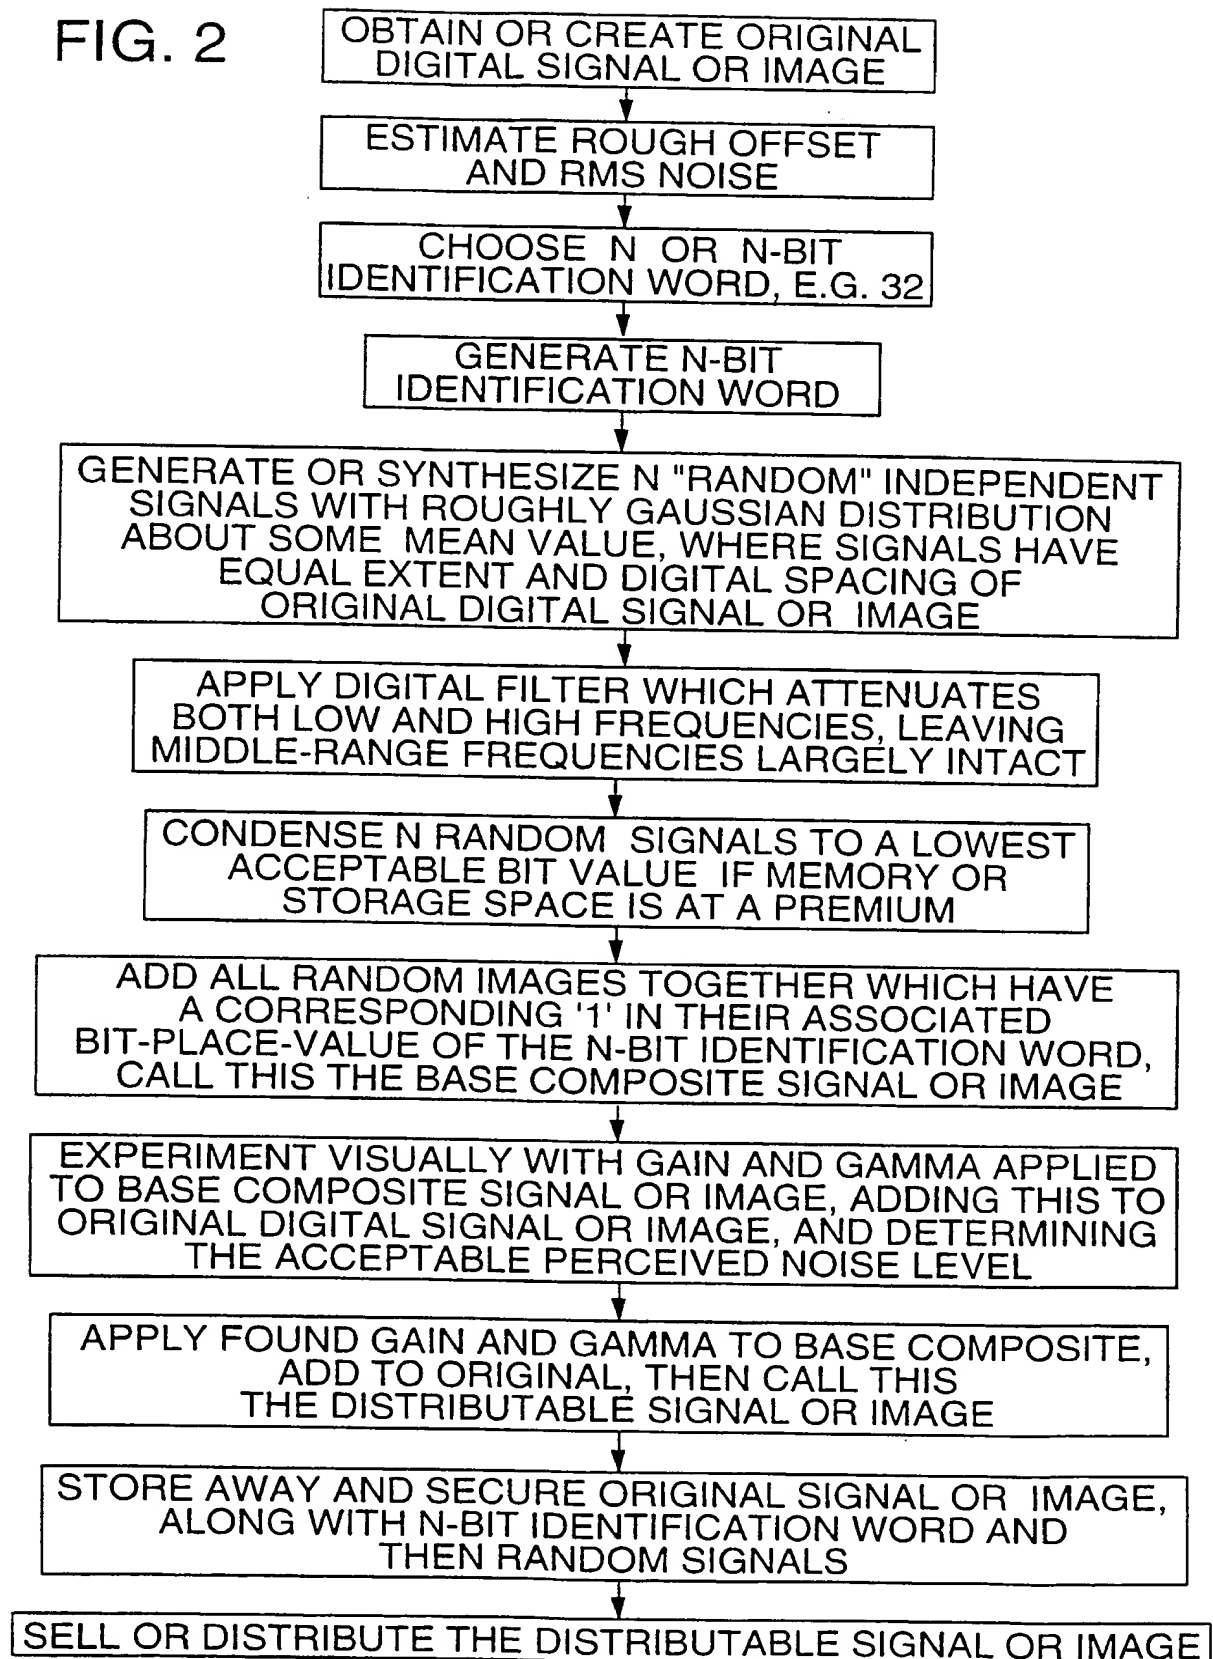 FIG. 2
OBTAIN OR CREATE ORIGINAL
DIGITAL SIGNAL OR IMAGE
ESTIMATE ROUGH OFFSET
AND RMS NOISE
CHOOSE N OR N-BIT
IDENTIFICATION WORD, E.G. 32
GENERATE N-BIT
IDENTIFICATION WORD
GENERATE OR SYNTHESIZE N "RANDOM" INDEPENDENT
SIGNALS WITH ROUGHLY GAUSSIAN DISTRIBUTION
ABOUT SOME MEAN VALUE, WHERE SIGNALS HAVE
EQUAL EXTENT AND DIGITAL SPACING OF
ORIGINAL DIGITAL SIGNAL OR IMAGE
APPLY DIGITAL FILTER WHICH ATTENUATES
BOTH LOW AND HIGH FREQUENCIES, LEAVING
MIDDLE-RANGE FREQUENCIES LARGELY INTACT
CONDENSE N RANDOM SIGNALS TO A LOWEST
ACCEPTABLE BIT VALUE IF MEMORY OR
STORAGE SPACE IS AT A PREMIUM
ADD ALL RANDOM IMAGES TOGETHER WHICH HAVE
A CORRESPONDING '1' IN THEIR ASSOCIATED
BIT-PLACE-VALUE OF THE N-BIT IDENTIFICATION WORD,
CALL THIS THE BASE COMPOSITE SIGNAL OR IMAGE
EXPERIMENT VISUALLY WITH GAIN AND GAMMA APPLIED
TO BASE COMPOSITE SIGNAL OR IMAGE, ADDING THIS TO
ORIGINAL DIGITAL SIGNAL OR IMAGE, AND DETERMINING
THE ACCEPTABLE PERCEIVED NOISE LEVEL
APPLY FOUND GAIN AND GAMMA TO BASE COMPOSITE,
ADD TO ORIGINAL, THEN CALL THIS
THE DISTRIBUTABLE SIGNAL OR IMAGE
STORE AWAY AND SECURE ORIGINAL SIGNAL OR IMAGE,
ALONG WITH N-BIT IDENTIFICATION WORD AND
THEN RANDOM SIGNALS
SELL OR DISTRIBUTE THE DISTRIBUTABLE SIGNAL OR IMAGE